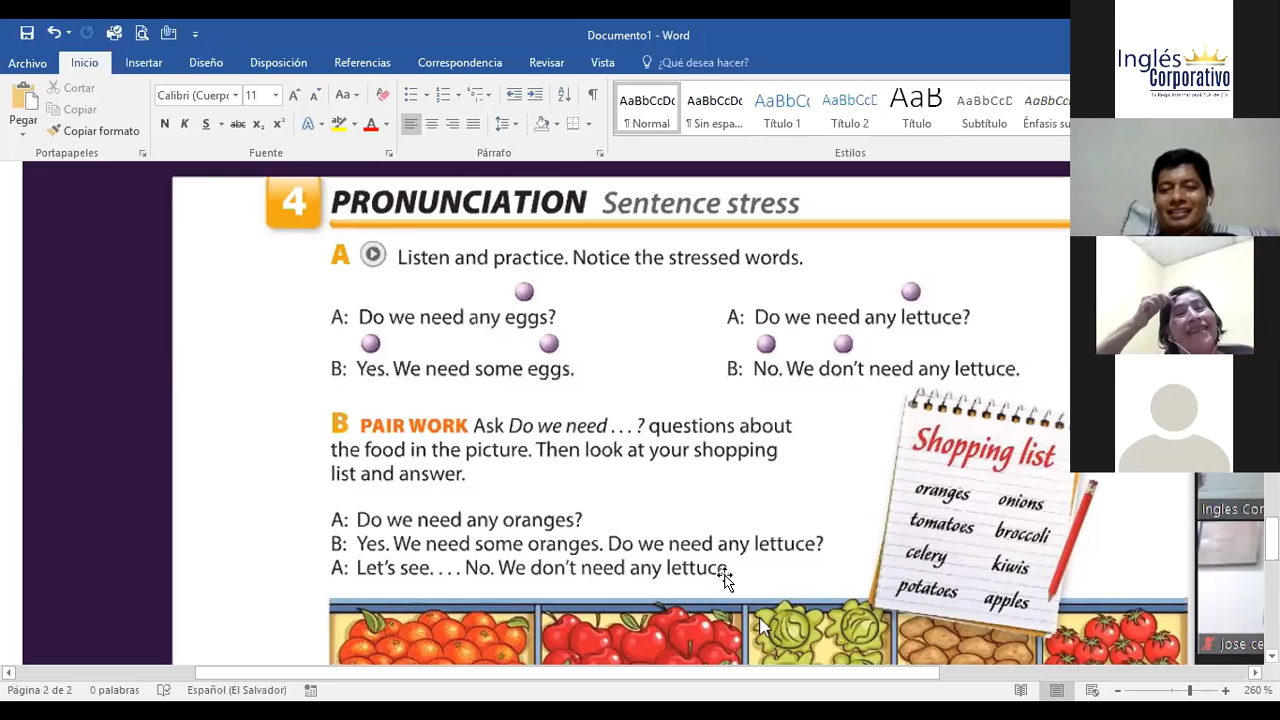 Documento1 - Word
Archivo Inicio Insertar Diseño Disposición Referencias Correspondencia Revisar Vista ¿Qué desea hacer?
Pegar
Cortar
Copiar
Copiar formato
Portapapeles
Calibri (Cuerpo 11
Aa
N K S abc x₂ x²
Fuente
Párrafo
AaBbCcDc AaBbCcDc AaBbCc AaBbCcD AaB AaBbCcD AaBbCcDt
¶ Normal ¶ Sin espa... Título 1 Título 2 Título Subtítulo Énfasis su
Estilos
Inglés
Corporativo
4 PRONUNCIATION Sentence stress
A Listen and practice. Notice the stressed words.
A: Do we need any eggs?
B: Yes. We need some eggs.
A: Do we need any lettuce?
B: No. We don't need any lettuce.
B PAIR WORK Ask Do we need . . . ? questions about
the food in the picture. Then look at your shopping
list and answer.
A: Do we need any oranges?
B: Yes. We need some oranges. Do we need any lettuce?
A: Let's see. . . . No. We don't need any lettuce.
Shopping list
oranges onions
tomatoes broccoli
celery kiwis
potatoes apples
Ingles Cor
jose ce
Página 2 de 2 0 palabras Español (El Salvador) 260 %